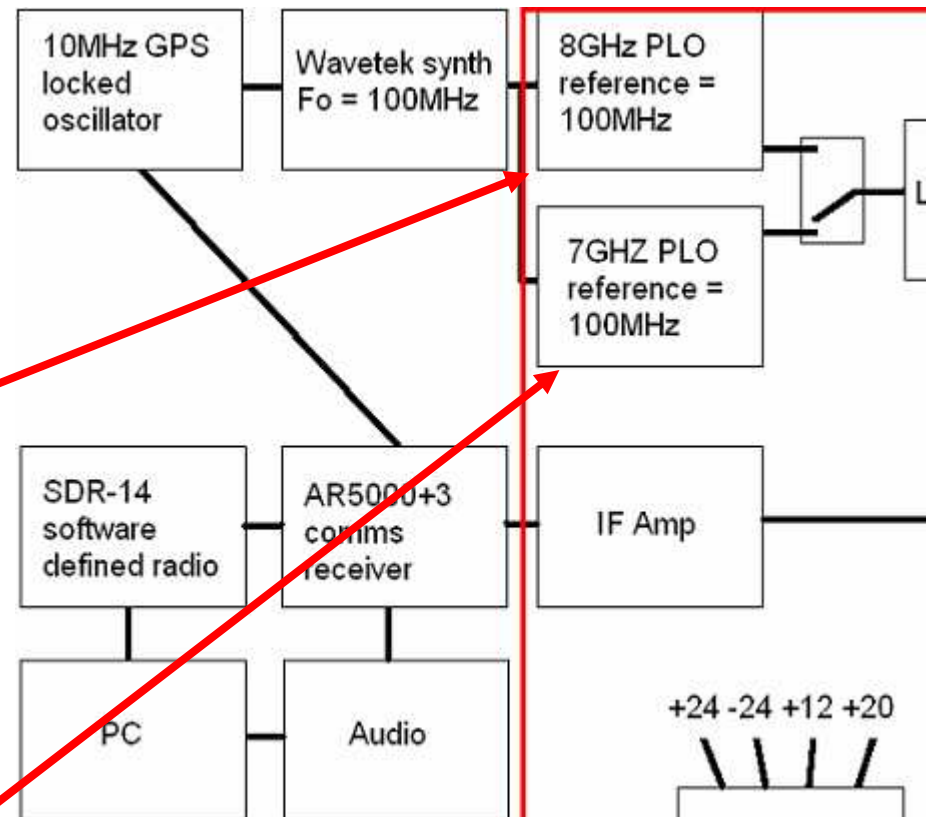 10MHz GPS
locked
oscillator
Wavetek synth
Fo = 100MHz
8GHz PLO
reference =
100MHz
L
7GHZ PLO
reference =
100MHz
SDR-14
software
defined radio
AR5000+3
comms
receiver
IF Amp
PC
Audio
+24 -24 +12 +20